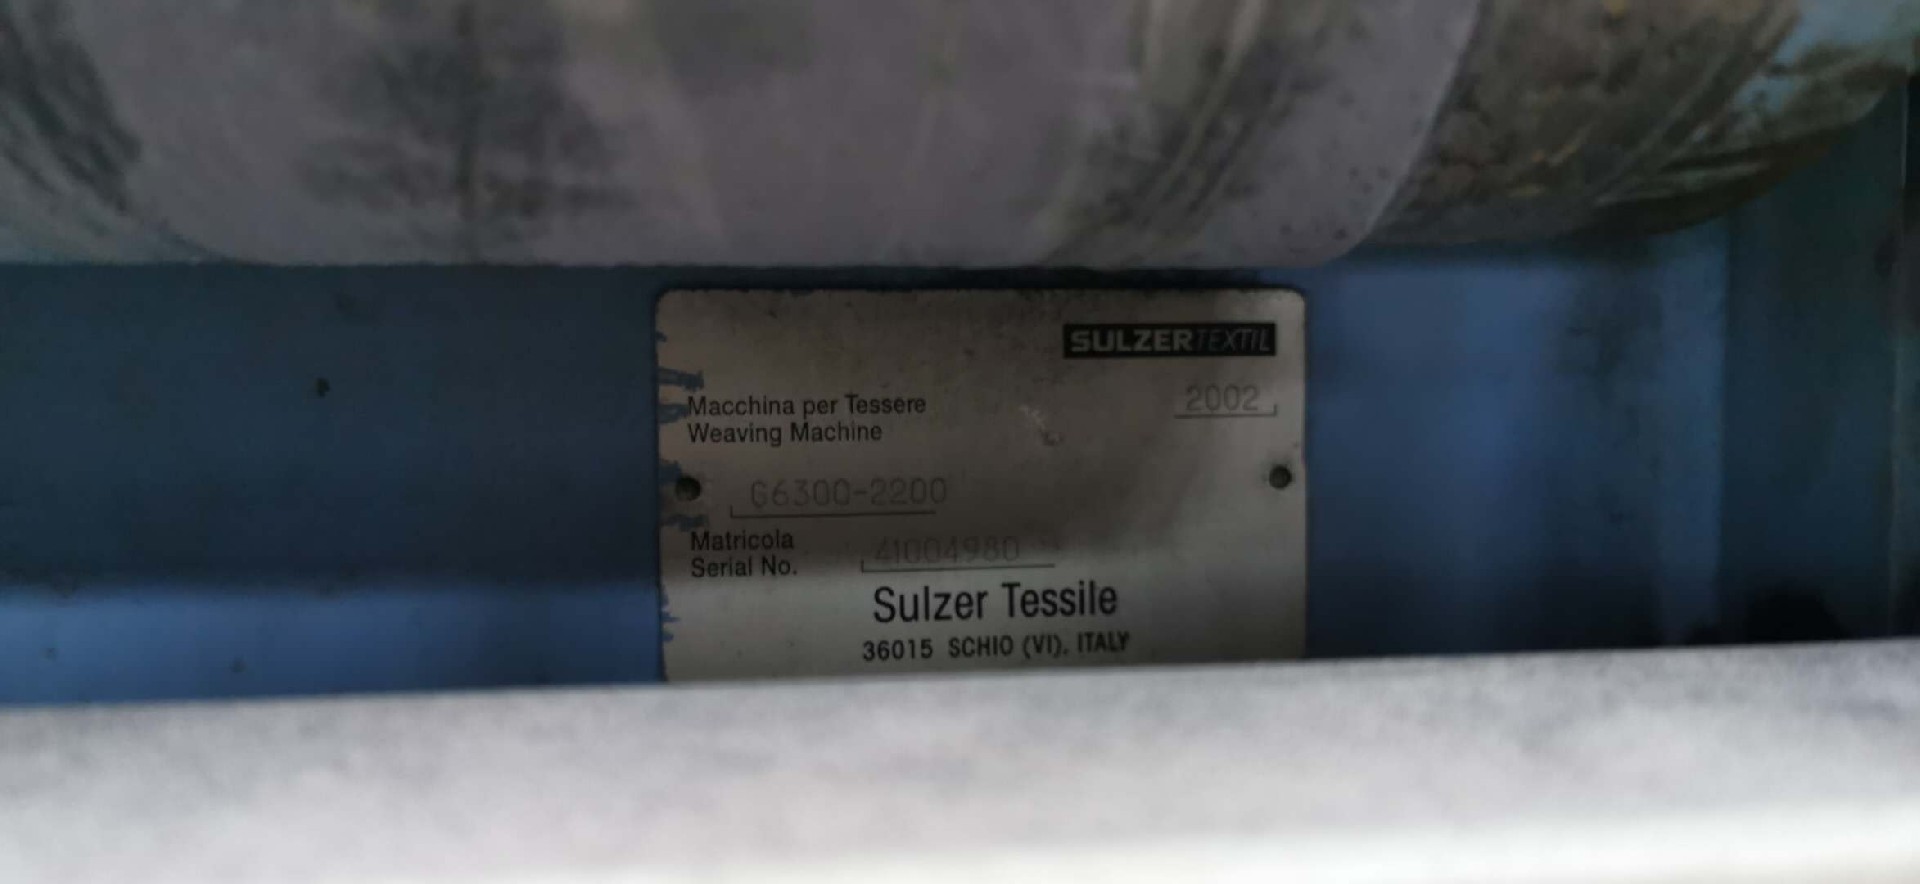 SULZERTEXTIL
Macchina per Tessere
Weaving Machine
2002
G6300-2200
Matricola
Serial No.
41004980
Sulzer Tessile
36015 SCHIO (VI), ITALY